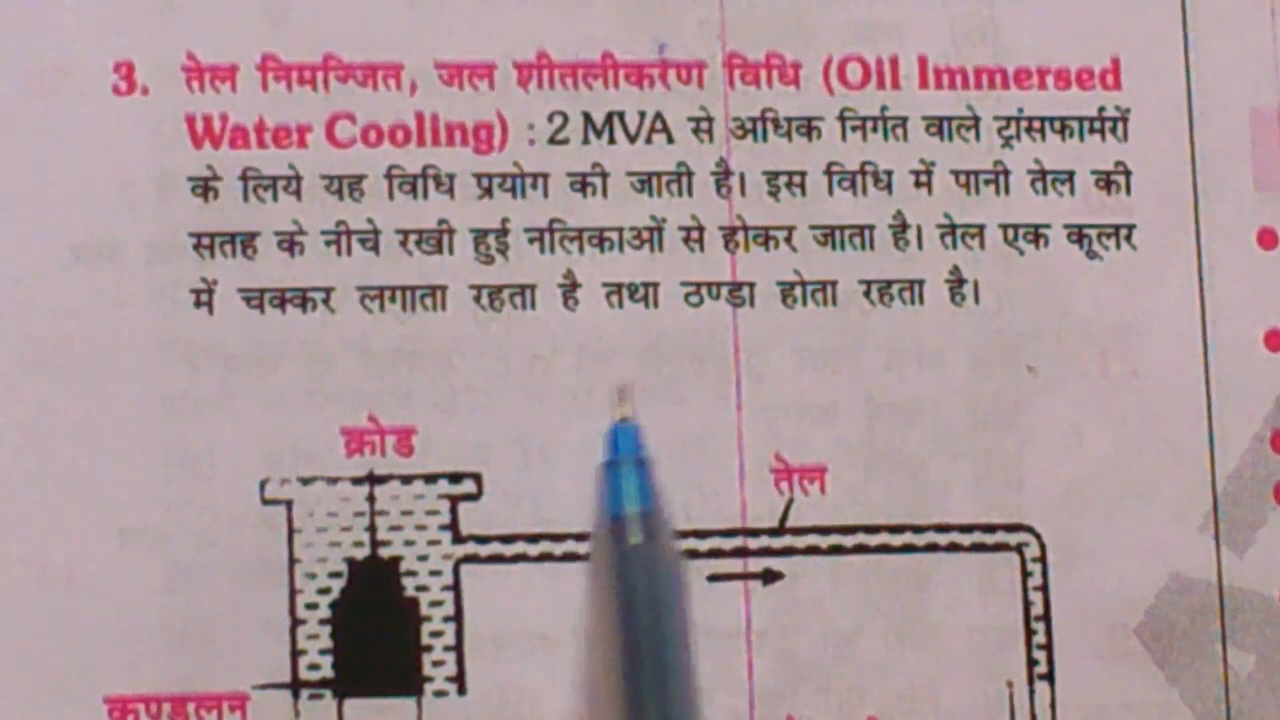 3. तेल निमज्जित, जल शीतलीकरण विधि (Oil Immersed
Water Cooling) : 2 MVA से अधिक निर्गत वाले ट्रांसफार्मरों
के लिये यह विधि प्रयोग की जाती है। इस विधि में पानी तेल की
सतह के नीचे रखी हुई नलिकाओं से होकर जाता है। तेल एक कूलर
में चक्कर लगाता रहता है तथा ठण्डा होता रहता है।
क्रोड
तेल
कुण्डलन